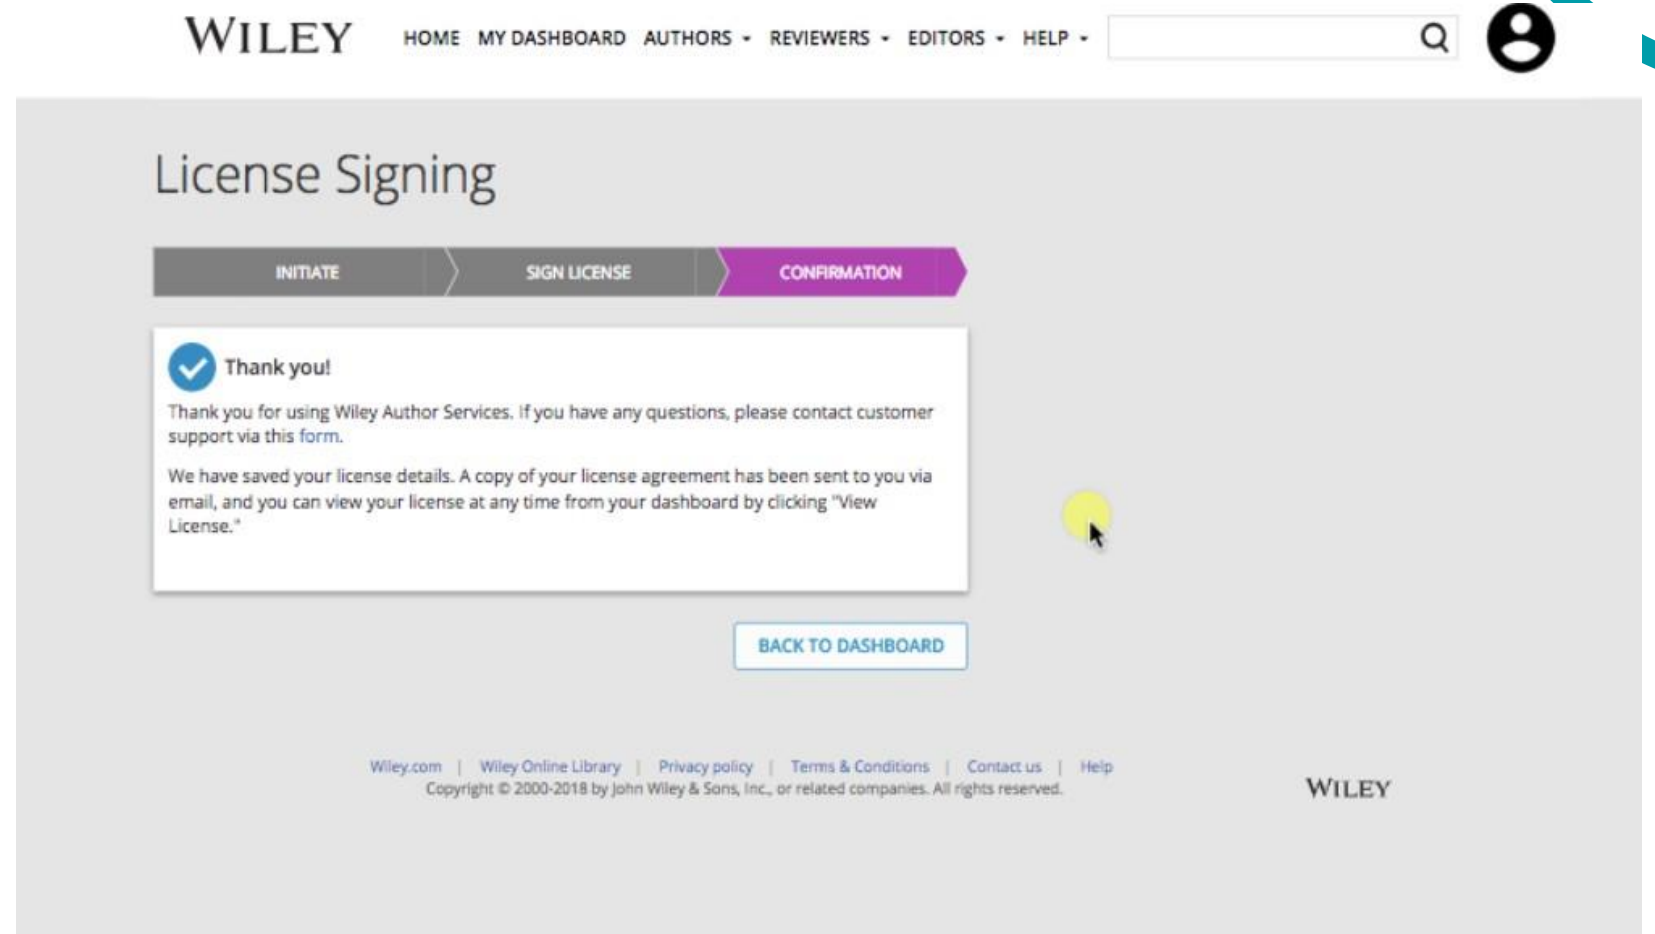 WILEY
HOME MY DASHBOARD AUTHORS REVIEWERS EDITORS HELP
License Signing
INITIATE SIGN LICENSE CONFIRMATION
Thank you!
Thank you for using Wiley Author Services. If you have any questions, please contact customer
support via this form.
We have saved your license details. A copy of your license agreement has been sent to you via
email, and you can view your license at any time from your dashboard by clicking "View
License."
BACK TO DASHBOARD
Wiley.com | Wiley Online Library | Privacy policy | Terms & Conditions | Contact us | Help
Copyright © 2000-2018 by John Wiley & Sons, Inc., or related companies. All rights reserved.
WILEY